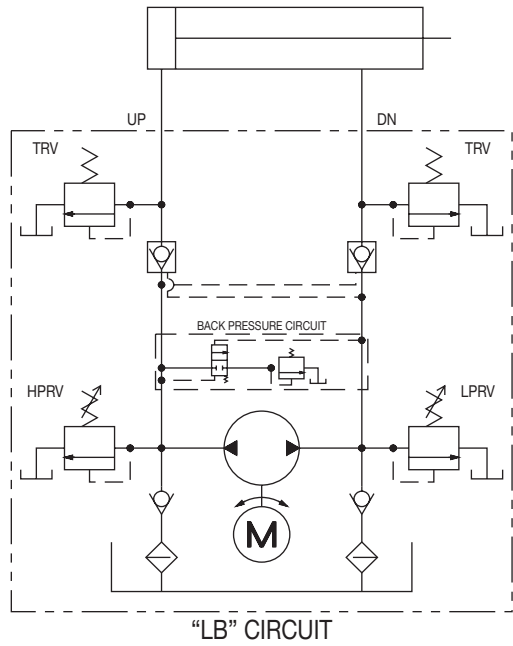 UP
DN
TRV
TRV
BACK PRESSURE CIRCUIT
HPRV
LPRV
M
“LB” CIRCUIT